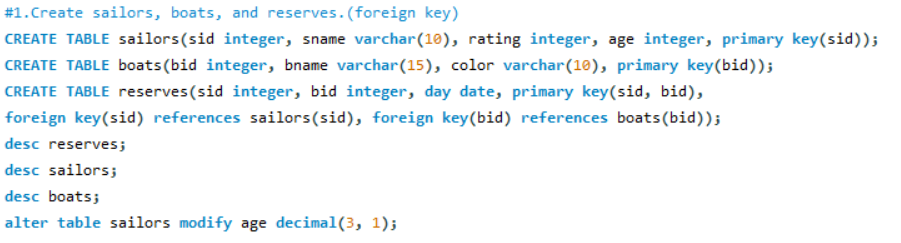 #1.Create sailors, boats, and reserves.(foreign key)
CREATE TABLE sailors(sid integer, sname varchar(10), rating integer, age integer, primary key(sid));
CREATE TABLE boats(bid integer, bname varchar(15), color varchar(10), primary key(bid));
CREATE TABLE reserves(sid integer, bid integer, day date, primary key(sid, bid),
foreign key(sid) references sailors(sid), foreign key(bid) references boats(bid));
desc reserves;
desc sailors;
desc boats;
alter table sailors modify age decimal(3, 1);